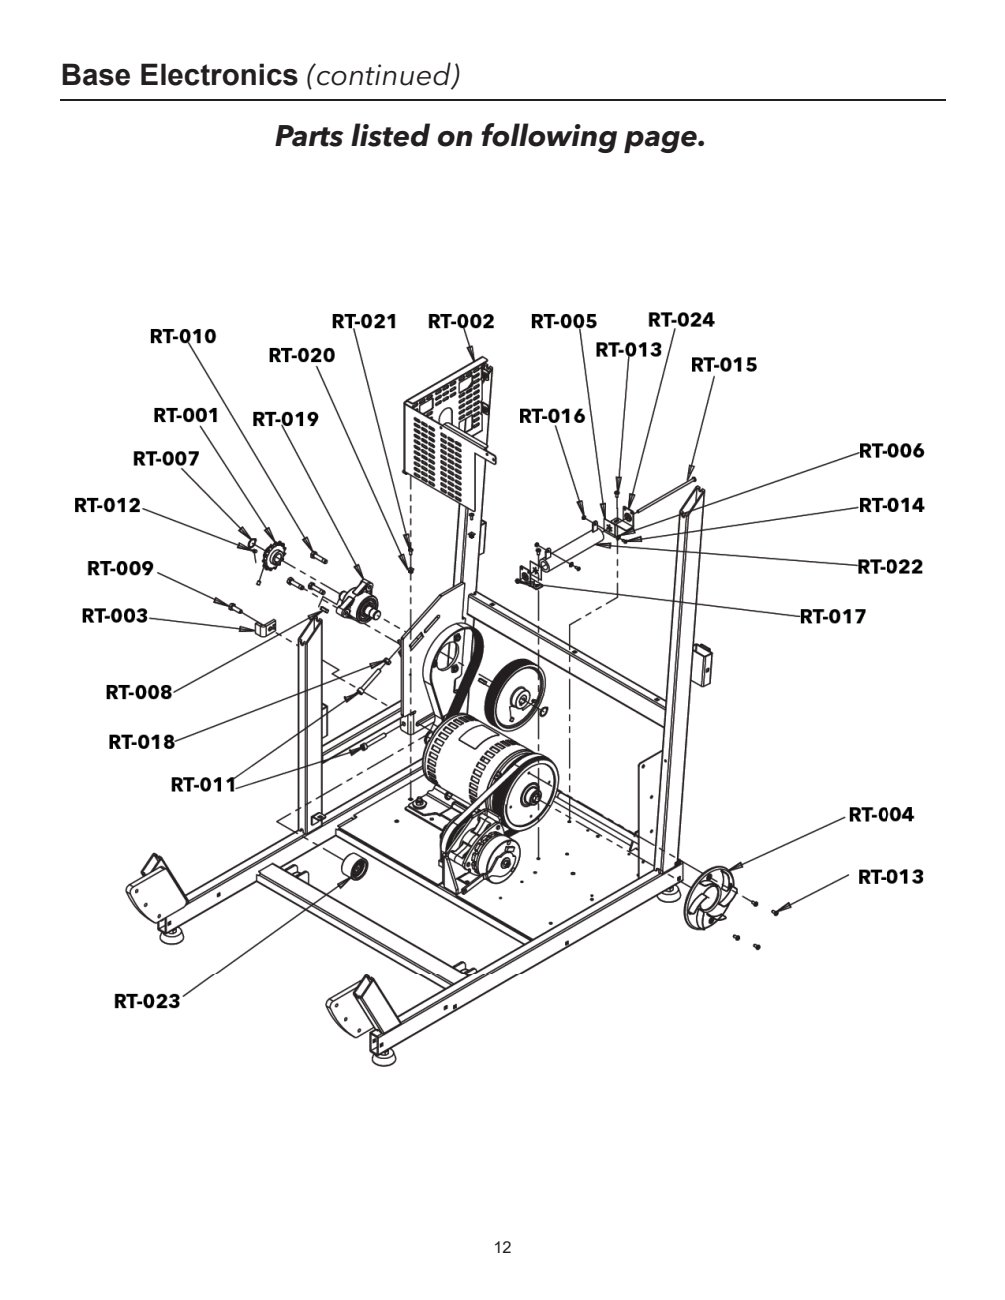 Base Electronics (continued)
Parts listed on following page.
RT-021 RT-002 RT-005 RT-024
RT-010
RT-020 RT-013
RT-015
RT-001 RT-019 RT-016
RT-007 RT-006
RT-012 RT-014
RT-009 RT-022
RT-003 RT-017
RT-008
RT-018
RT-011
RT-004
RT-013
RT-023
12